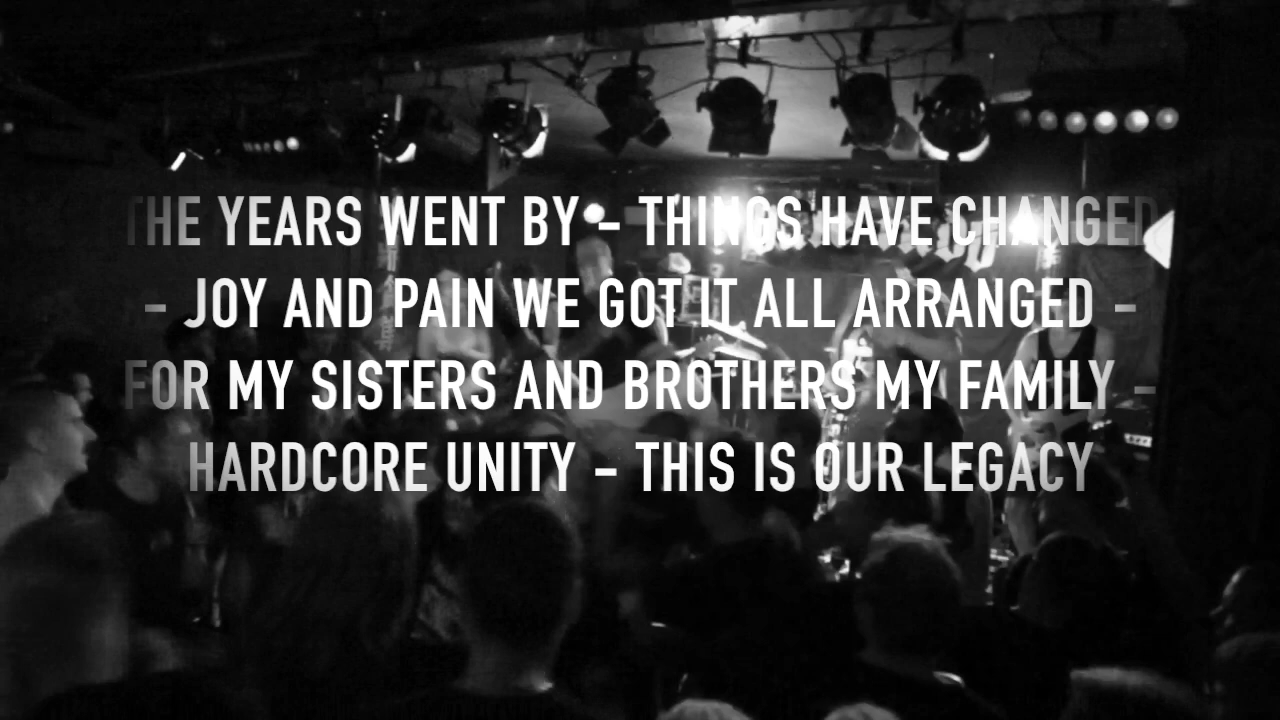 THE YEARS WENT BY – THINGS HAVE CHANGED
– JOY AND PAIN WE GOT IT ALL ARRANGED –
FOR MY SISTERS AND BROTHERS MY FAMILY –
HARDCORE UNITY – THIS IS OUR LEGACY